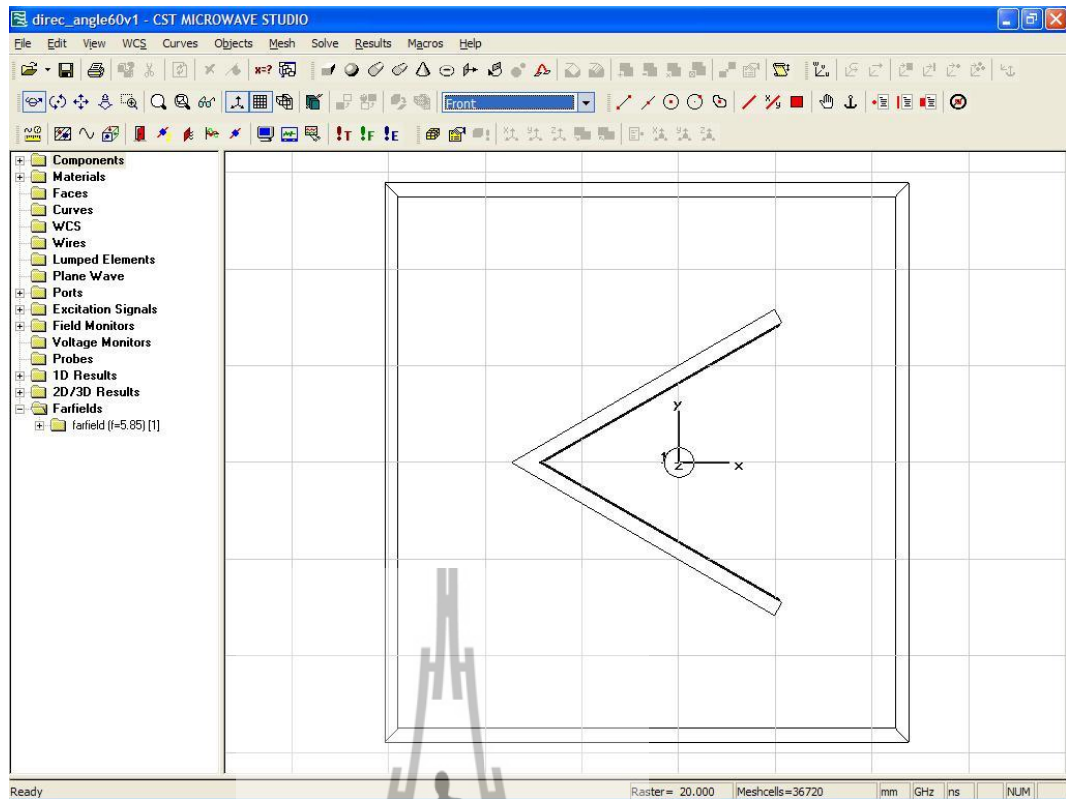 direc_angle60v1 - CST MICROWAVE STUDIO
File Edit View WCS Curves Objects Mesh Solve Results Macros Help
Front
Components
Materials
Faces
Curves
WCS
Wires
Lumped Elements
Plane Wave
Ports
Excitation Signals
Field Monitors
Voltage Monitors
Probes
1D Results
2D/3D Results
Farfields
farfield (f=5.85) [1]
y
1 z x
Ready Raster= 20.000 Meshcells=36720 mm GHz ns NUM